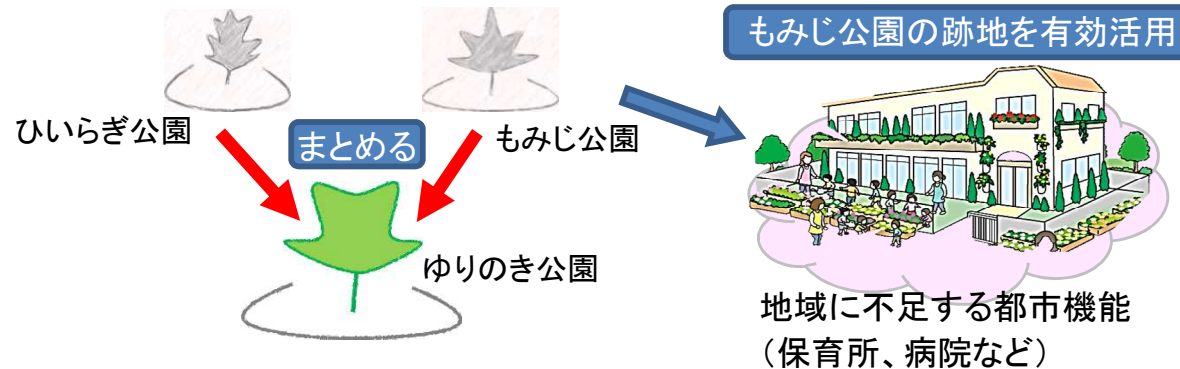 もみじ公園の跡地を有効活用
ひいらぎ公園
まとめる
もみじ公園
ゆりのき公園
地域に不足する都市機能
（保育所、病院など）